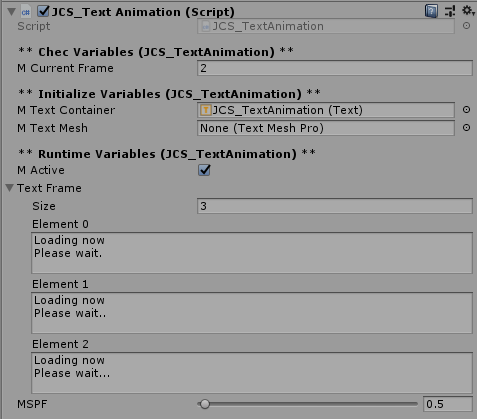 JCS_Text Animation (Script)
Script JCS_TextAnimation
** Chec Variables (JCS_TextAnimation) **
M Current Frame 2
** Initialize Variables (JCS_TextAnimation) **
M Text Container JCS_TextAnimation (Text)
M Text Mesh None (Text Mesh Pro)
** Runtime Variables (JCS_TextAnimation) **
M Active
Text Frame
Size 3
Element 0
Loading now
Please wait.
Element 1
Loading now
Please wait..
Element 2
Loading now
Please wait...
MSPF 0.5